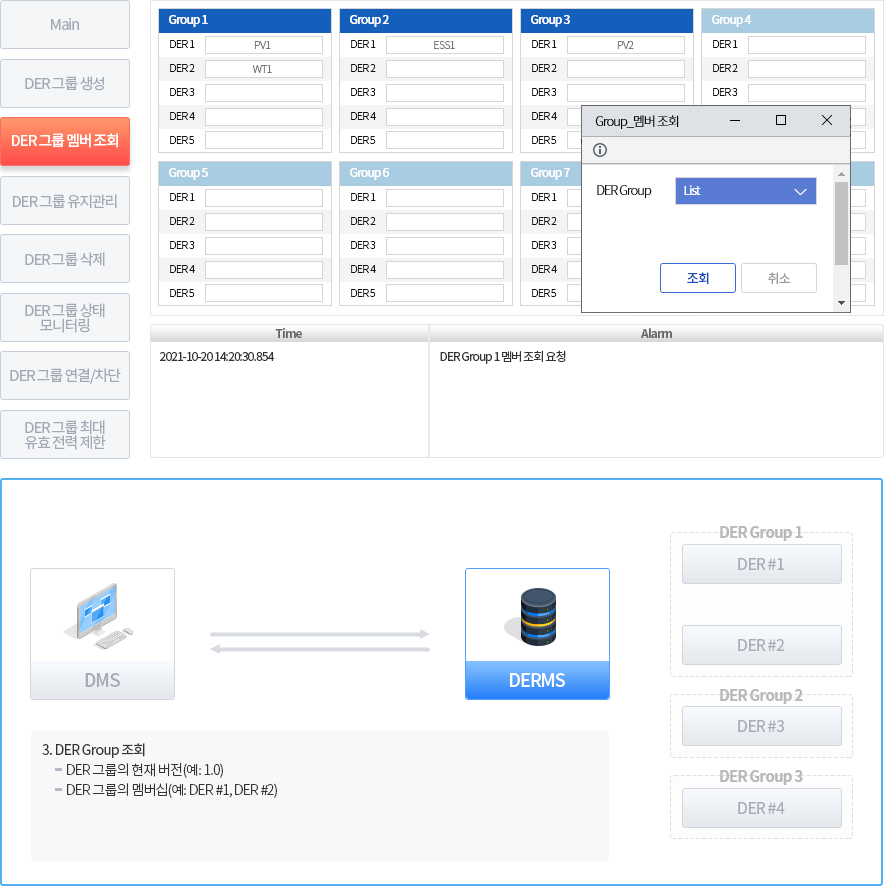 Main
DER 그룹 생성
DER 그룹 멤버 조회
DER 그룹 유지관리
DER 그룹 삭제
DER 그룹 상태
모니터링
DER 그룹 연결/차단
DER 그룹 최대
유효 전력 제한
Group 1
DER 1 PV1
DER 2 WT1
DER 3
DER 4
DER 5
Group 2
DER 1 ESS1
DER 2
DER 3
DER 4
DER 5
Group 3
DER 1 PV2
DER 2
DER 3
DER 4
DER 5
Group 4
DER 1
DER 2
DER 3
Group 5
DER 1
DER 2
DER 3
DER 4
DER 5
Group 6
DER 1
DER 2
DER 3
DER 4
DER 5
Group 7
DER 1
DER 2
DER 3
DER 4
DER 5
Group_멤버 조회
DER Group List
조회 취소
Time Alarm
2021-10-20 14:20:30.854 DER Group 1 멤버 조회 요청
DMS
DERMS
DER Group 1
DER #1
DER #2
DER Group 2
DER #3
DER Group 3
DER #4
3. DER Group 조회
– DER 그룹의 현재 버전(예: 1.0)
– DER 그룹의 멤버십(예: DER #1, DER #2)